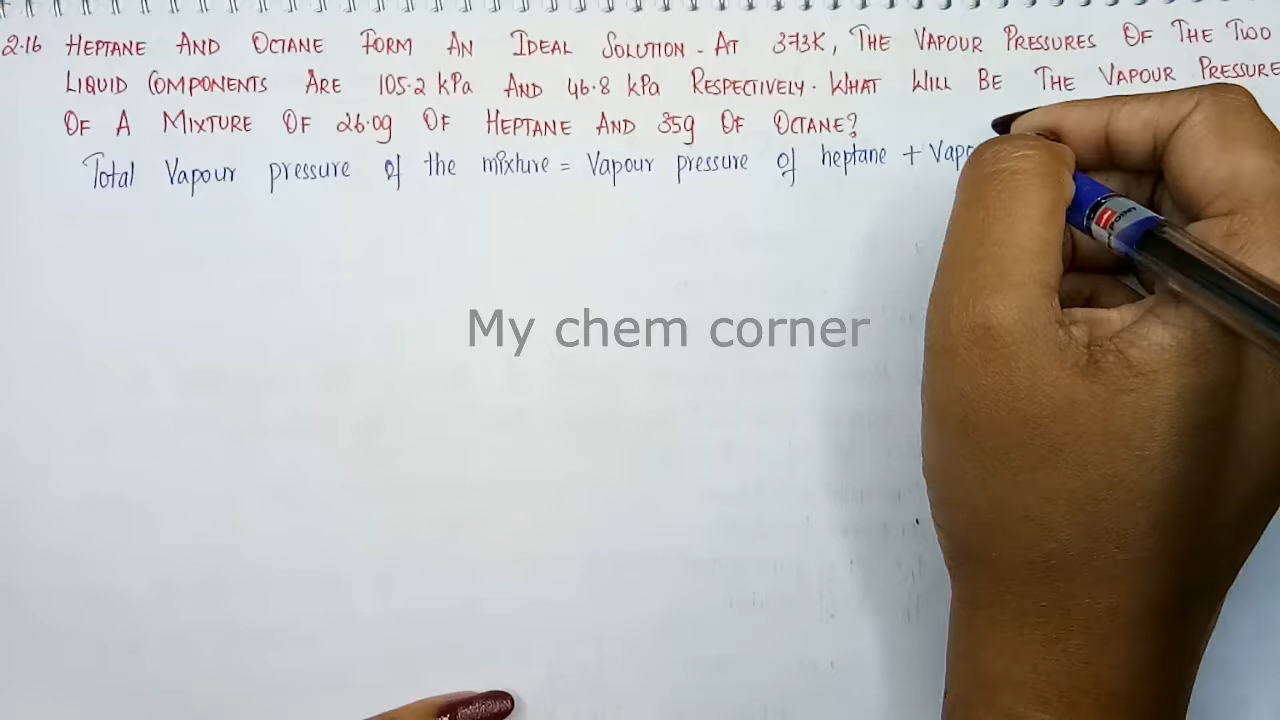 2.16 HEPTANE AND OCTANE FORM AN IDEAL SOLUTION. AT 373K, THE VAPOUR PRESSURES OF THE TWO
LIQUID COMPONENTS ARE 105.2 kPa AND 46.8 kPa RESPECTIVELY. WHAT WILL BE THE VAPOUR PRESSURE
OF A MIXTURE OF 26.0g OF HEPTANE AND 35g OF OCTANE?
Total Vapour pressure of the mixture = Vapour pressure of heptane +
My chem corner